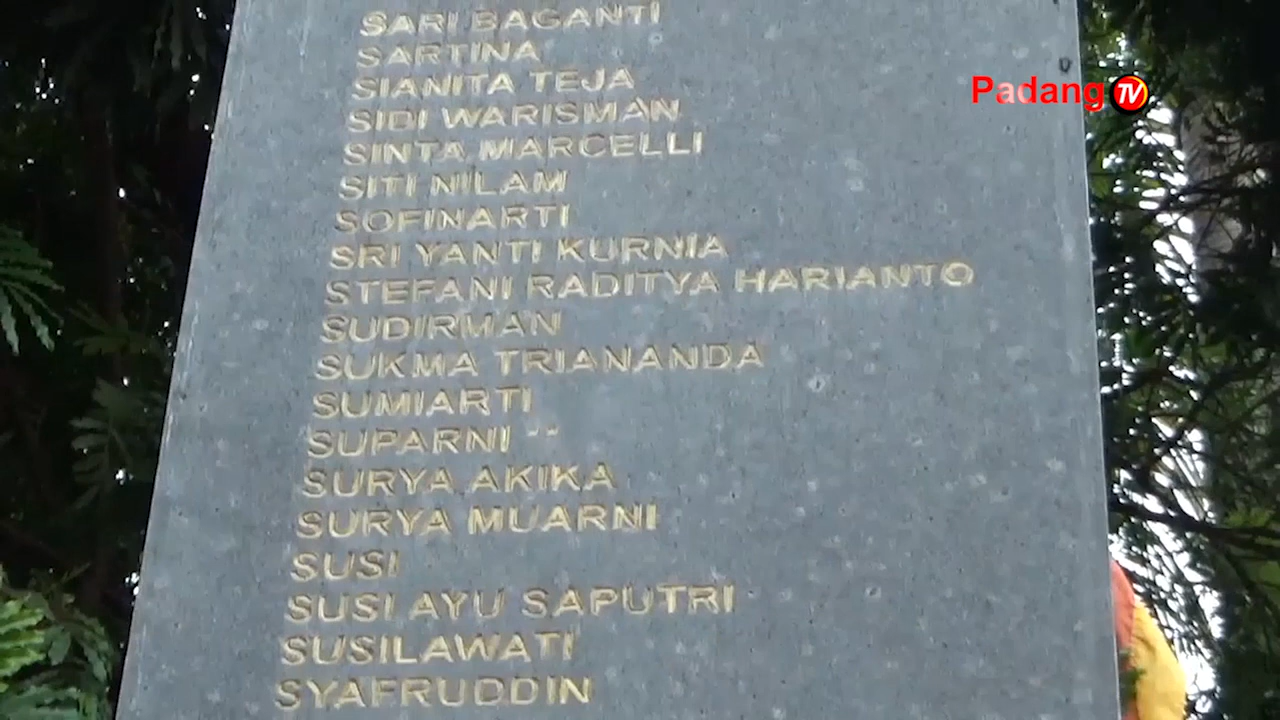 SARI BAGANTI
SARTINA
SIANITA TEJA
SIDI WARISMAN
SINTA MARCELLI
SITI NILAM
SOFINARTI
SRI YANTI KURNIA
STEFANI RADITYA HARIANTO
SUDIRMAN
SUKMA TRIANANDA
SUMIARTI
SUPARNI
SURYA AKIKA
SURYA MUARNI
SUSI
SUSI AYU SAPUTRI
SUSILAWATI
SYAFRUDDIN
Padang TV